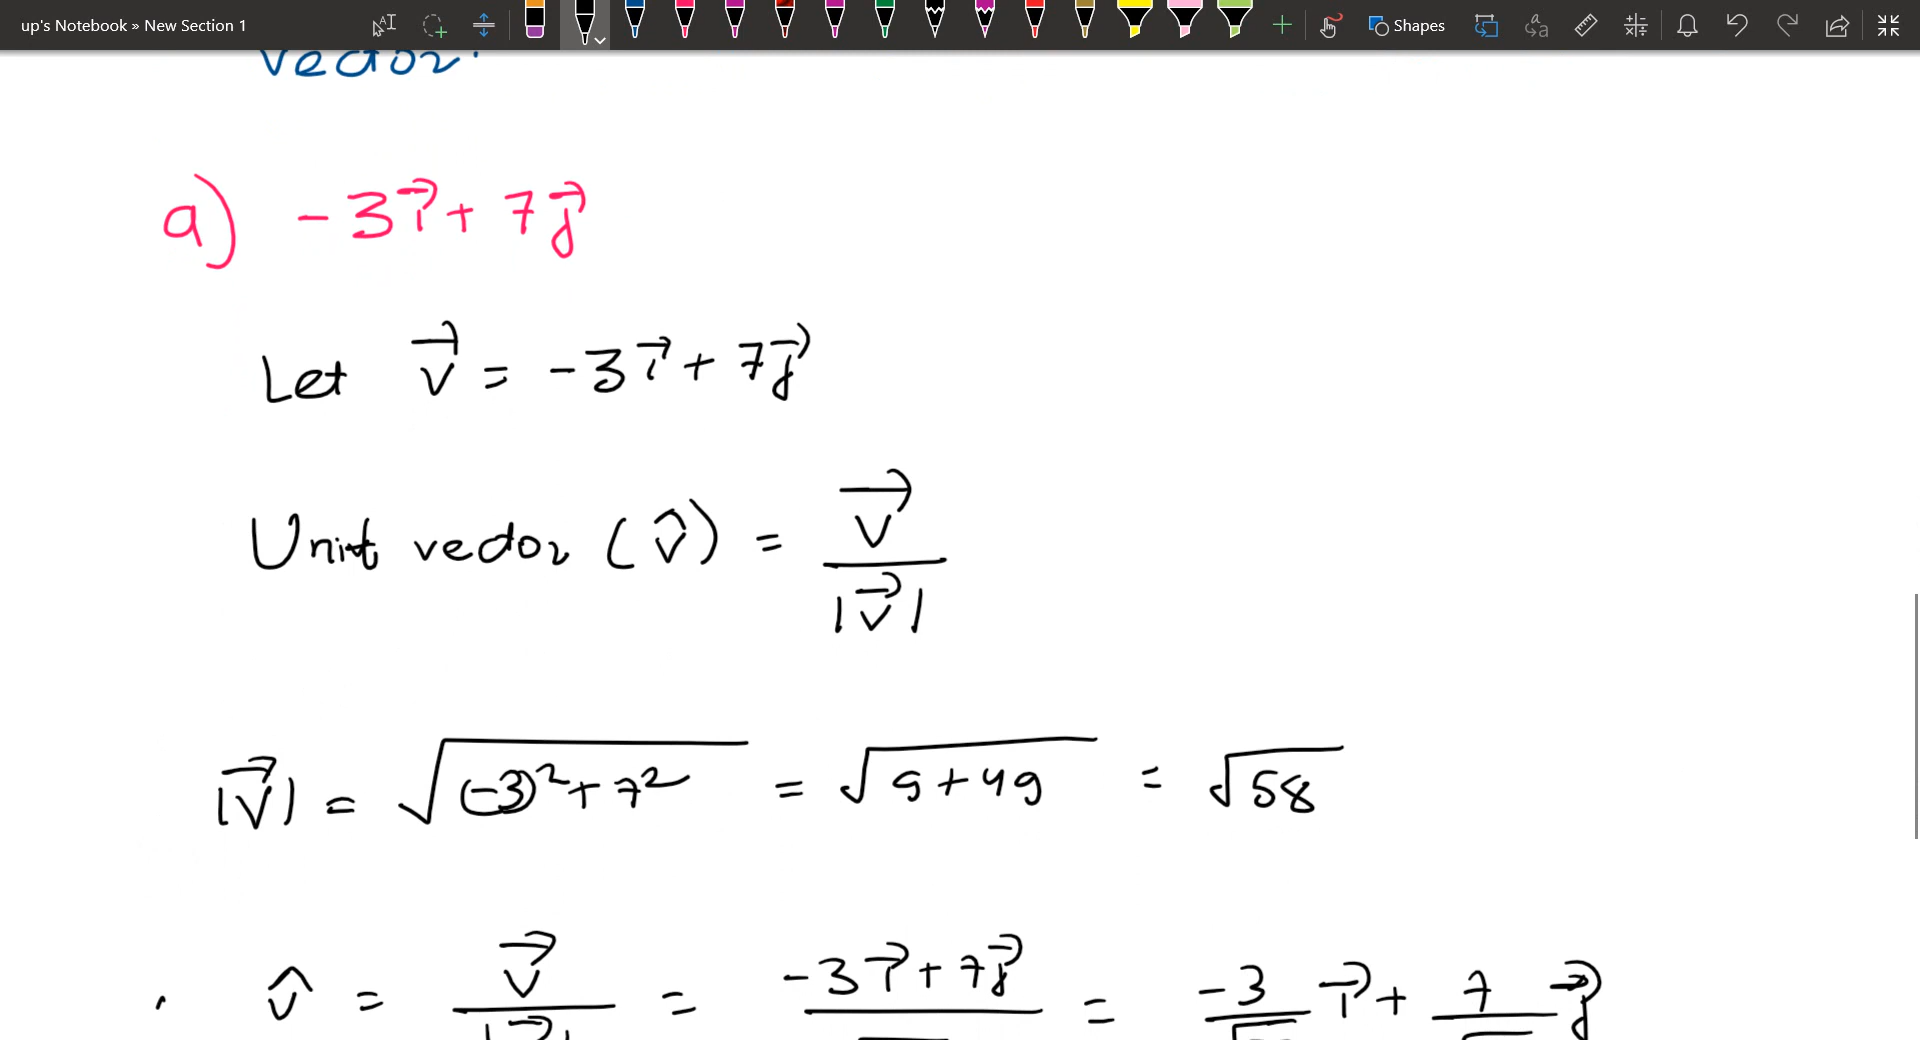 up's Notebook » New Section 1
Shapes
vector.
a) -3i⃗ + 7j⃗
Let v⃗ = -3i⃗ + 7j⃗
Unit vector (v̂) = v⃗ / |v⃗|
|v⃗| = √((-3)² + 7²) = √(9 + 49) = √58
v̂ = v⃗ / |v⃗| = -3i⃗ + 7j⃗ / √ = -3/√ i⃗ + 7/√ j⃗